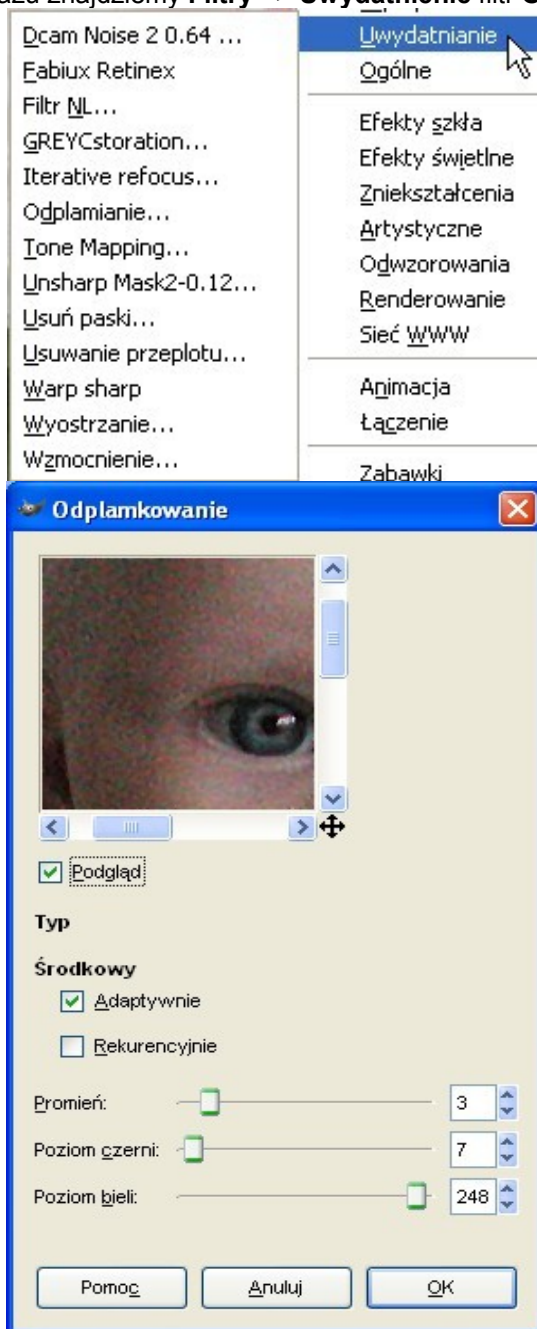 znajdziemy Filtry
Dcam Noise 2 0.64 ...
Fabiux Retinex
Filtr NL...
GREYCstoration...
Iterative refocus...
Odplamianie...
Tone Mapping...
Unsharp Mask2-0.12...
Usuń paski...
Usuwanie przeplotu...
Warp sharp
Wyostrzanie...
Wzmocnienie...
Uwydatnianie
Ogólne
Efekty szkła
Efekty świetlne
Zniekształcenia
Artystyczne
Odwzorowania
Renderowanie
Sieć WWW
Animacja
Łączenie
Zabawki
Odplamkowanie
Podgląd
Typ
Środkowy
Adaptywnie
Rekurencyjnie
Promień: 3
Poziom czerni: 7
Poziom bieli: 248
Pomoc Anuluj OK